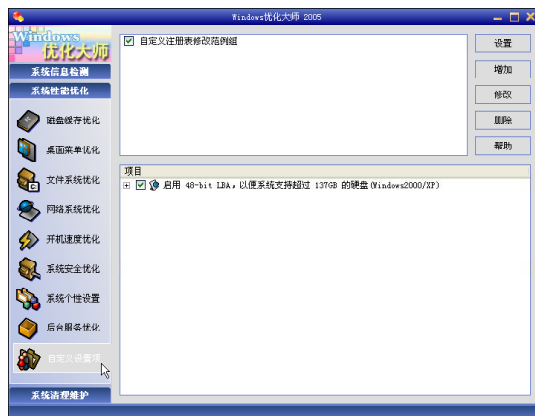 Windows优化大师 2005
Windows
优化大师
系统信息检测
系统性能优化
磁盘缓存优化
桌面菜单优化
文件系统优化
网络系统优化
开机速度优化
系统安全优化
系统个性设置
后台服务优化
自定义设置项
系统清理维护
自定义注册表修改范例组
设置
增加
修改
删除
帮助
项目
启用 48-bit LBA，以便系统支持超过 137GB 的硬盘(Windows2000/XP)